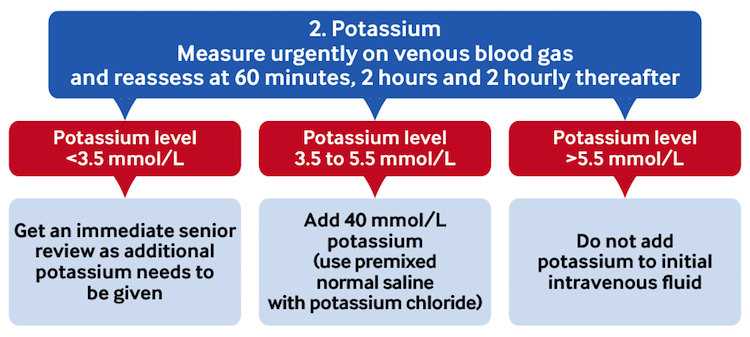 2. Potassium
Measure urgently on venous blood gas
and reassess at 60 minutes, 2 hours and 2 hourly thereafter
Potassium level
<3.5 mmol/L
Get an immediate senior
review as additional
potassium needs to
be given
Potassium level
3.5 to 5.5 mmol/L
Add 40 mmol/L
potassium
(use premixed
normal saline
with potassium chloride)
Potassium level
>5.5 mmol/L
Do not add
potassium to initial
intravenous fluid